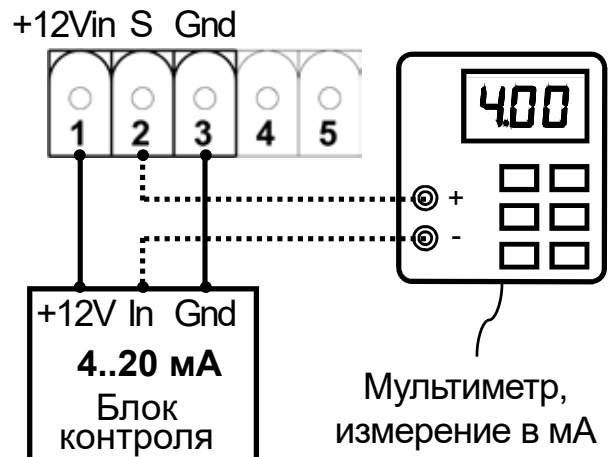 +12Vin S Gnd
1 2 3 4 5
4.00
+
-
+12V In Gnd
4..20 мА
Блок
контроля
Мультиметр,
измерение в мА